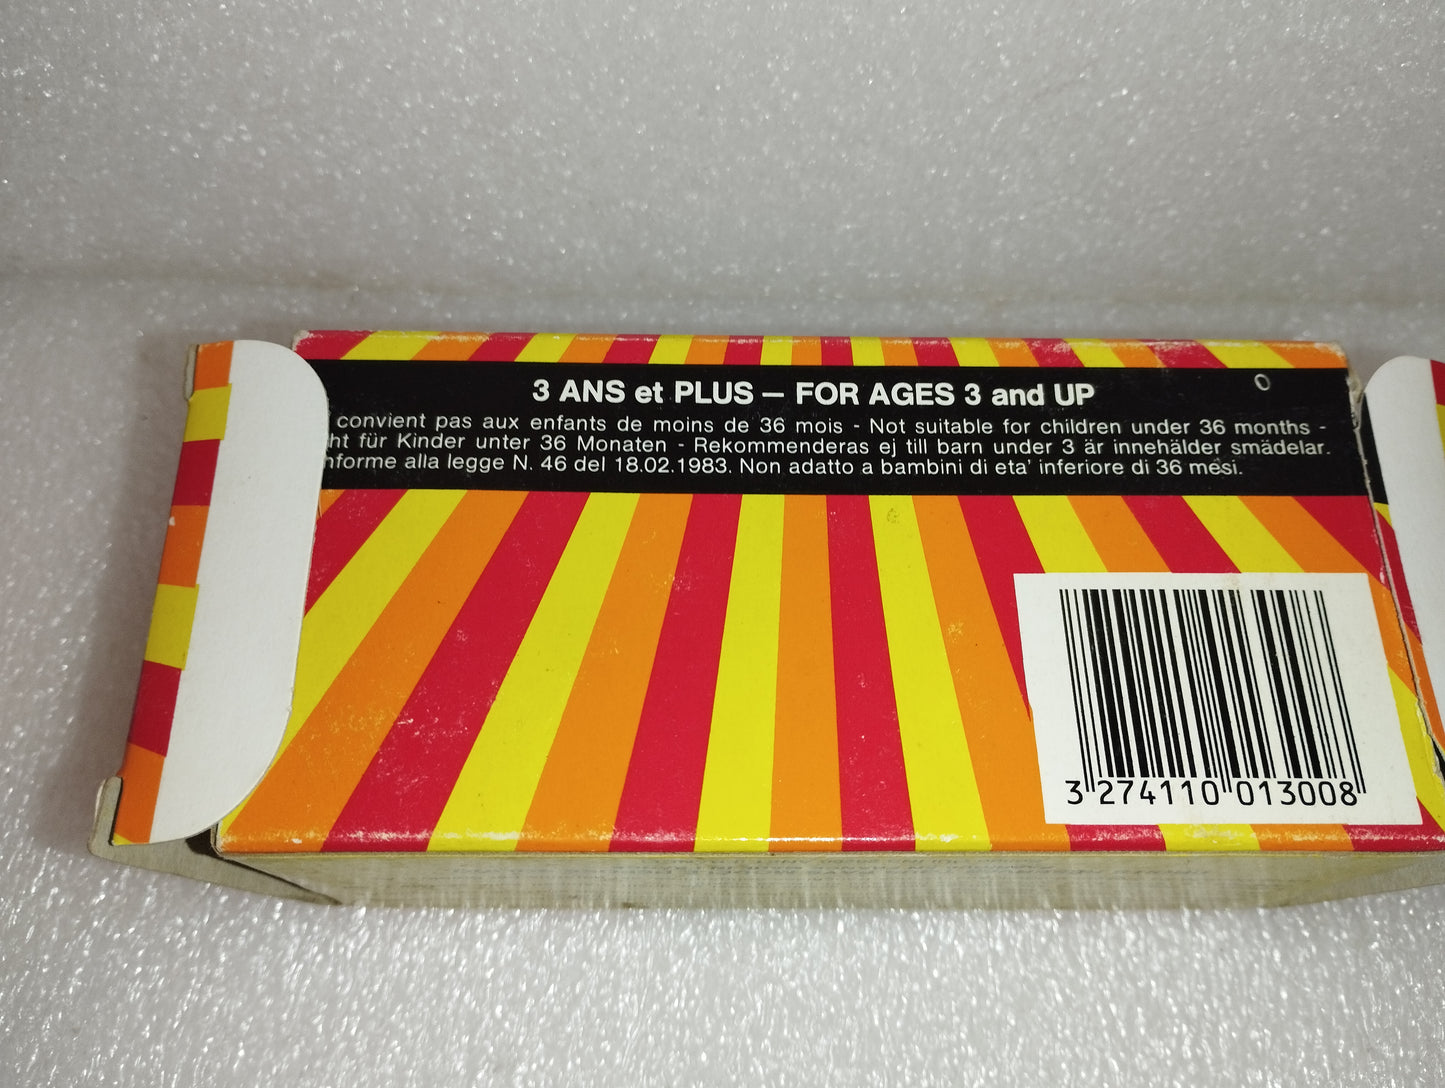 3 ANS et PLUS — FOR AGES 3 and UP
convient pas aux enfants de moins de 36 mois - Not suitable for children under 36 months -
ht für Kinder unter 36 Monaten - Rekommenderas ej till barn under 3 är innehälder smädelar.
nforme alla legge N. 46 del 18.02.1983. Non adatto a bambini di eta' inferiore di 36 mesi.
3 274110 013008